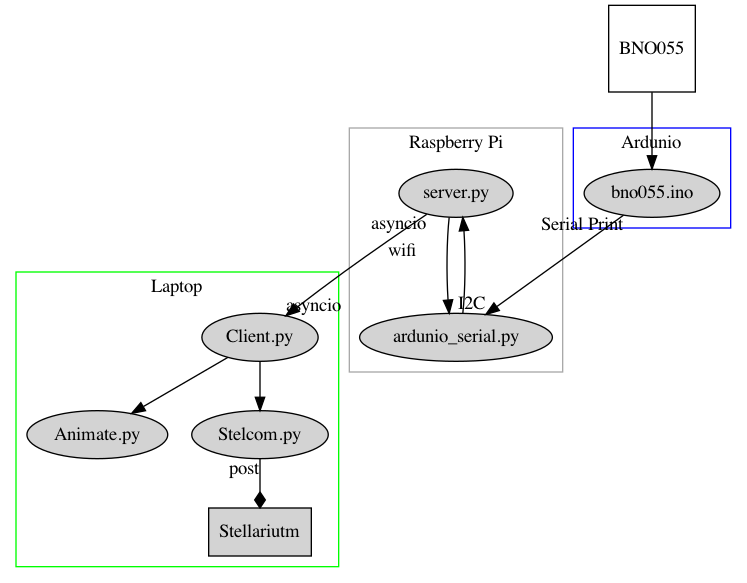 BNO055
Raspberry Pi
Ardunio
server.py
bno055.ino
asyncio
Serial Print
wifi
Laptop
asyncio
I2C
Client.py
ardunio_serial.py
Animate.py
Stelcom.py
post
Stellariutm